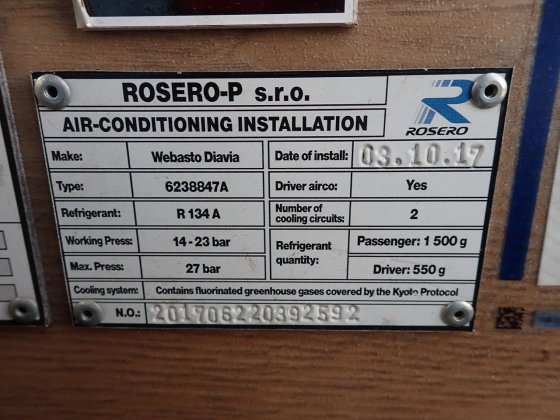 ROSERO-P s.r.o.
AIR-CONDITIONING INSTALLATION
ROSERO
Make: Webasto Diavia
Date of install: 03.10.17
Type: 6238847A
Driver airco: Yes
Refrigerant: R 134 A
Number of cooling circuits: 2
Working Press: 14 - 23 bar
Refrigerant quantity: Passenger: 1 500 g
Max. Press: 27 bar
Driver: 550 g
Cooling system: Contains fluorinated greenhouse gases covered by the Kyoto Protocol
N.O.: 201706220392592